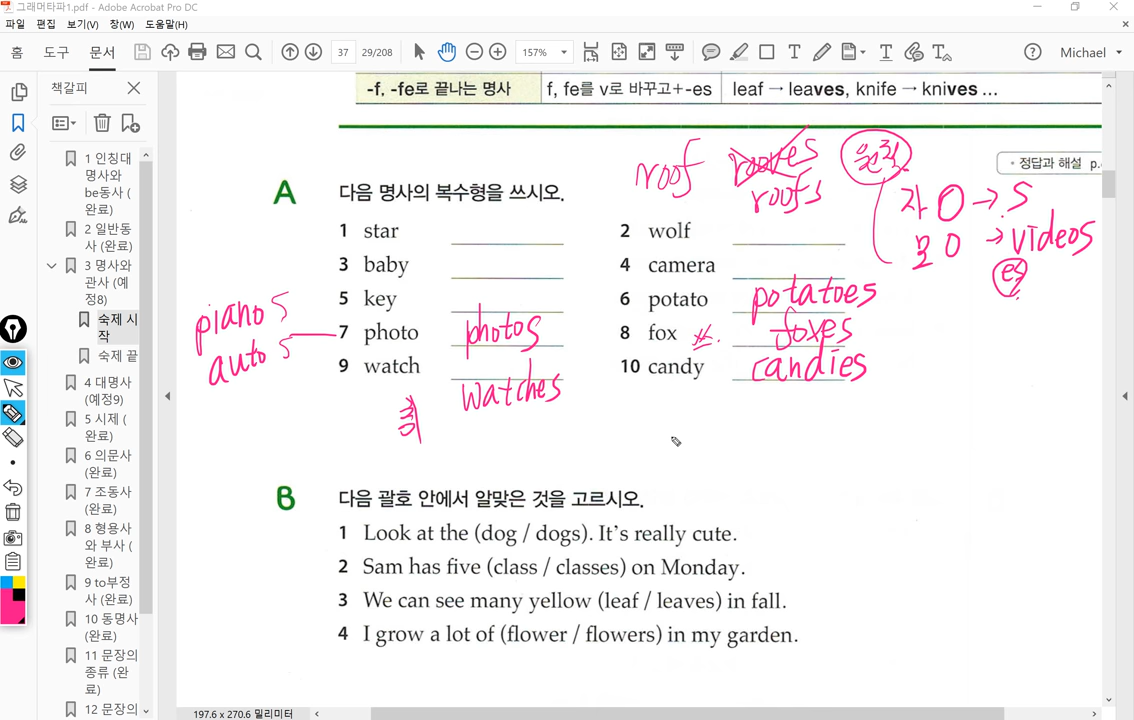 그래머타파1.pdf - Adobe Acrobat Pro DC
파일 편집 보기(V) 창(W) 도움말(H)
홈 도구 문서 37 29/208 157% Michael
책갈피
1 인칭대
명사와
be동사 (
완료)
2 일반동
사 (완료)
3 명사와
관사 (예
정8)
숙제 시
작
숙제 끝
4 대명사
(예정9)
5 시제 (
완료)
6 의문사
(완료)
7 조동사
(완료)
8 형용사
와 부사 (
완료)
9 to부정
사 (완료)
10 동명사
(완료)
11 문장의
종류 (완
료)
12 문장의
-f, -fe로 끝나는 명사 f, fe를 v로 바꾸고+-es leaf → leaves, knife → knives ...
roof rooves 원칙
roofs
자 O → s
모 O → videos
es
• 정답과 해설 p.
A 다음 명사의 복수형을 쓰시오.
1 star 2 wolf
3 baby 4 camera
5 key 6 potato potatoes
pianos
autos
7 photo photos 8 fox foxes
9 watch watches 10 candy candies
B 다음 괄호 안에서 알맞은 것을 고르시오.
1 Look at the (dog / dogs). It's really cute.
2 Sam has five (class / classes) on Monday.
3 We can see many yellow (leaf / leaves) in fall.
4 I grow a lot of (flower / flowers) in my garden.
197.6 x 270.6 밀리미터